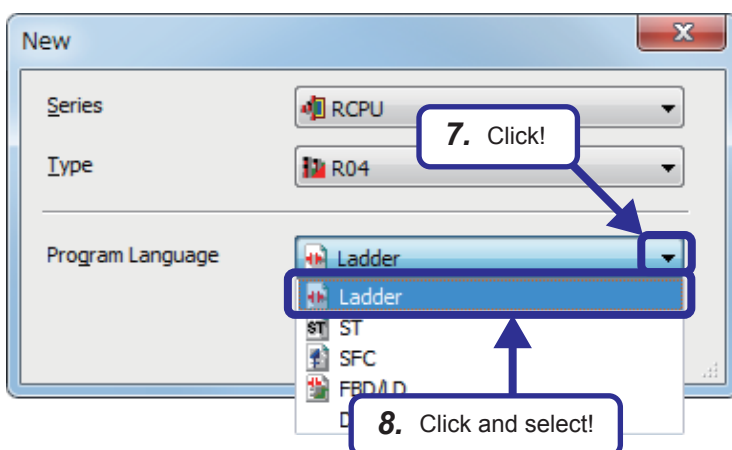 New
x
Series
RCPU
7. Click!
Type
R04
Program Language
Ladder
Ladder
ST ST
SFC
FBD/LD
D
8. Click and select!